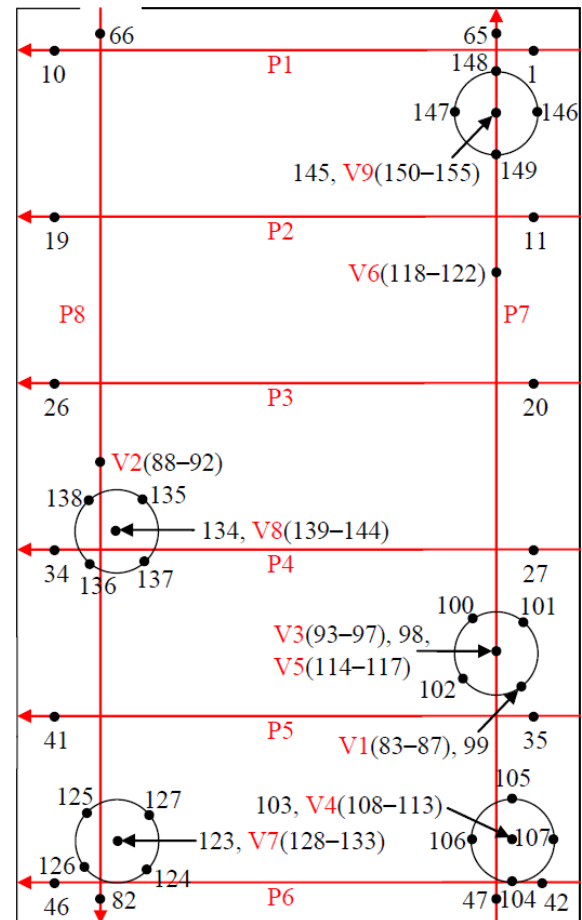 66 65
10 P1 148 1
147 146
145, V9(150–155) 149
19 P2 11
V6(118–122)
P8 P7
26 P3 20
V2(88–92)
138 135
134, V8(139–144)
34 136 137 P4 27
100 101
V3(93–97), 98,
V5(114–117)
102
41 P5 35
V1(83–87), 99
105
125 127 103, V4(108–113)
106 107
123, V7(128–133)
126 124
46 82 P6 47 104 42